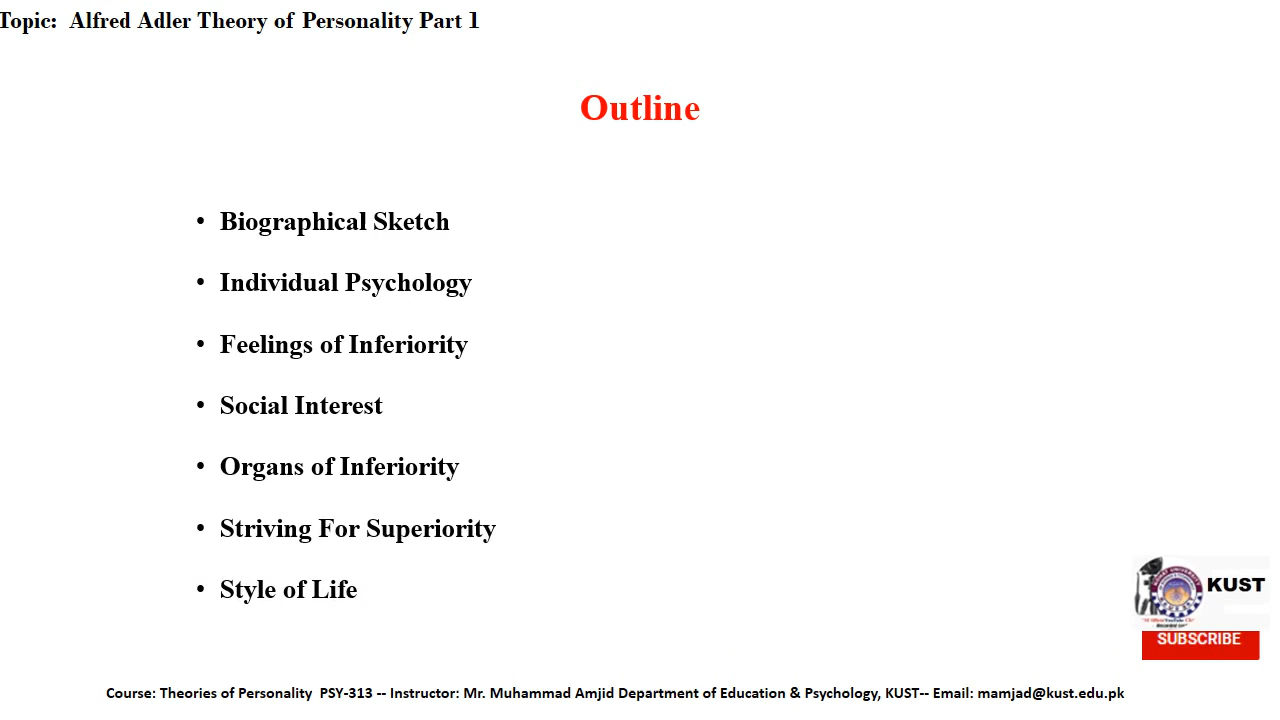 Topic: Alfred Adler Theory of Personality Part 1
Outline
• Biographical Sketch
• Individual Psychology
• Feelings of Inferiority
• Social Interest
• Organs of Inferiority
• Striving For Superiority
• Style of Life
KUST
SUBSCRIBE
Course: Theories of Personality PSY-313 -- Instructor: Mr. Muhammad Amjid Department of Education & Psychology, KUST-- Email: mamjad@kust.edu.pk